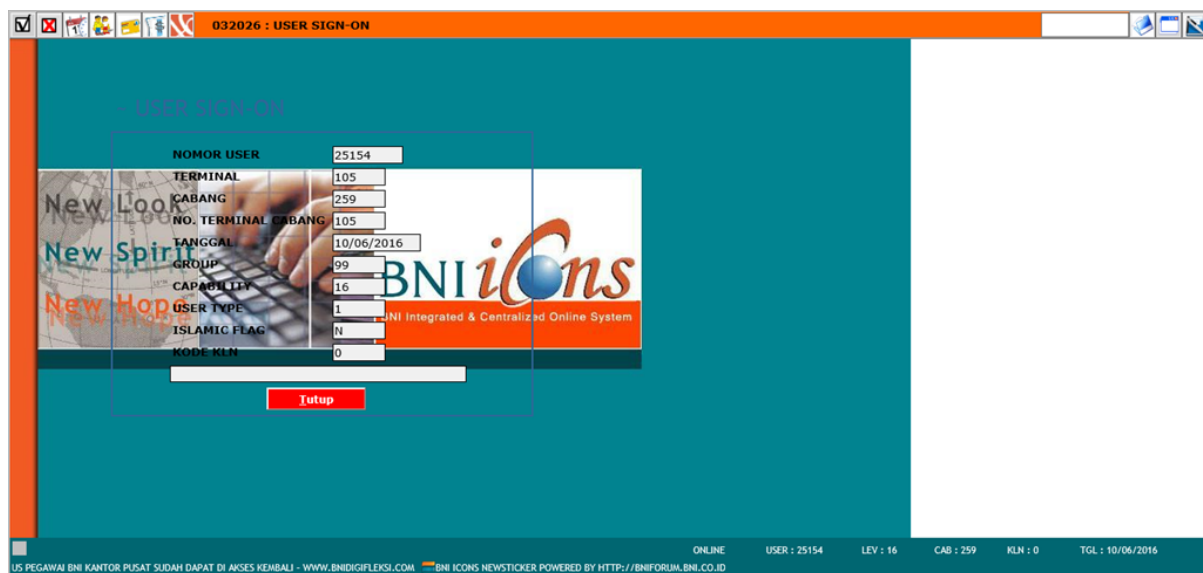 032026 : USER SIGN-ON
- USER SIGN-ON
NOMOR USER 25154
TERMINAL 105
CABANG 259
NO. TERMINAL CABANG 105
TANGGAL 10/06/2016
GROUP 99
CAPABILITY 16
USER TYPE 1
ISLAMIC FLAG N
KODE KLN 0
Tutup
New Look
New Spirit
New Hope
BNI icons
BNI Integrated & Centralized Online System
ONLINE USER : 25154 LEV : 16 CAB : 259 KLN : 0 TGL : 10/06/2016
US PEGAWAI BNI KANTOR PUSAT SUDAH DAPAT DI AKSES KEMBALI - WWW.BNIDIGIFLEKSI.COM BNI ICONS NEWSTICKER POWERED BY HTTP://BNIFORUM.BNI.CO.ID